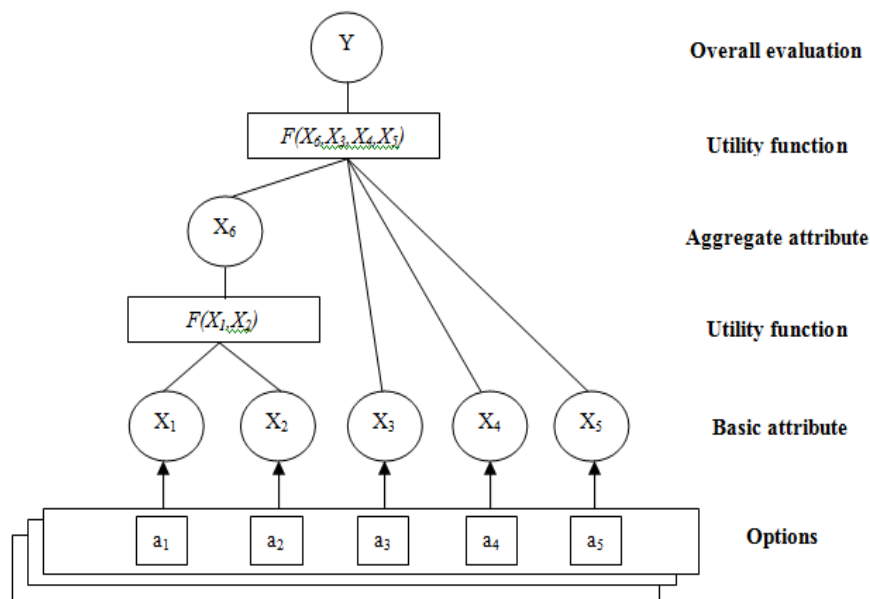 Y
Overall evaluation
F(X₆,X₃,X₄,X₅)
Utility function
X₆
Aggregate attribute
F(X₁,X₂)
Utility function
X₁ X₂ X₃ X₄ X₅
Basic attribute
a₁ a₂ a₃ a₄ a₅
Options